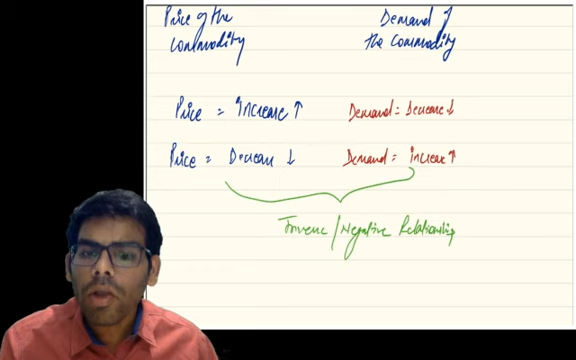 Price of the
commodity
Demand of
the commodity
Price = Increase ↑
Demand = Decrease ↓
Price = Decrease ↓
Demand = increase ↑
Inverse / Negative Relationship